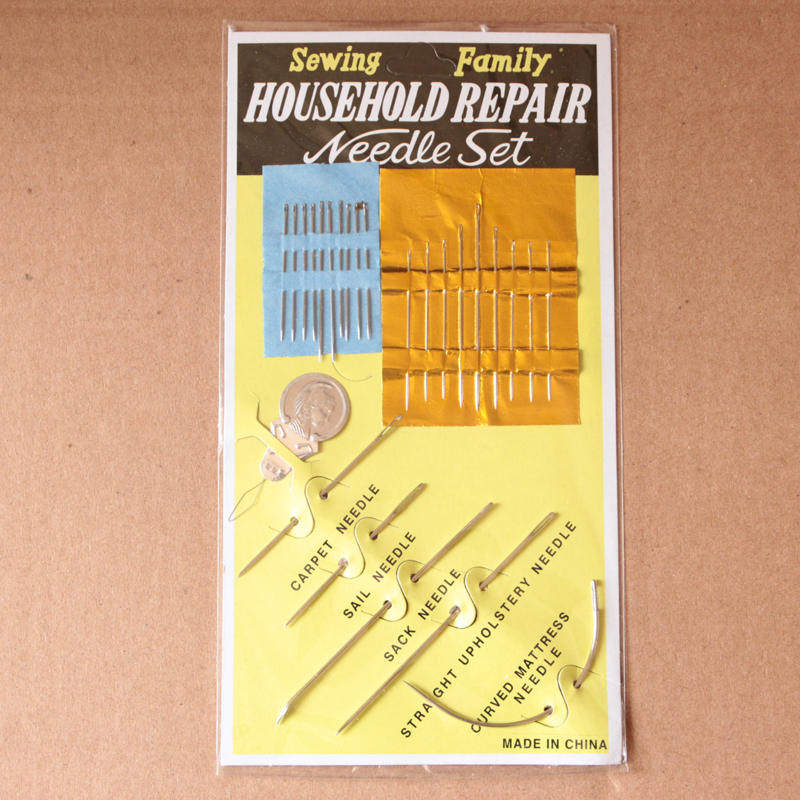 Sewing Family
HOUSEHOLD REPAIR
Needle Set
CARPET NEEDLE
SAIL NEEDLE
SACK NEEDLE
STRAIGHT UPHOLSTERY NEEDLE
CURVED MATTRESS
NEEDLE
MADE IN CHINA